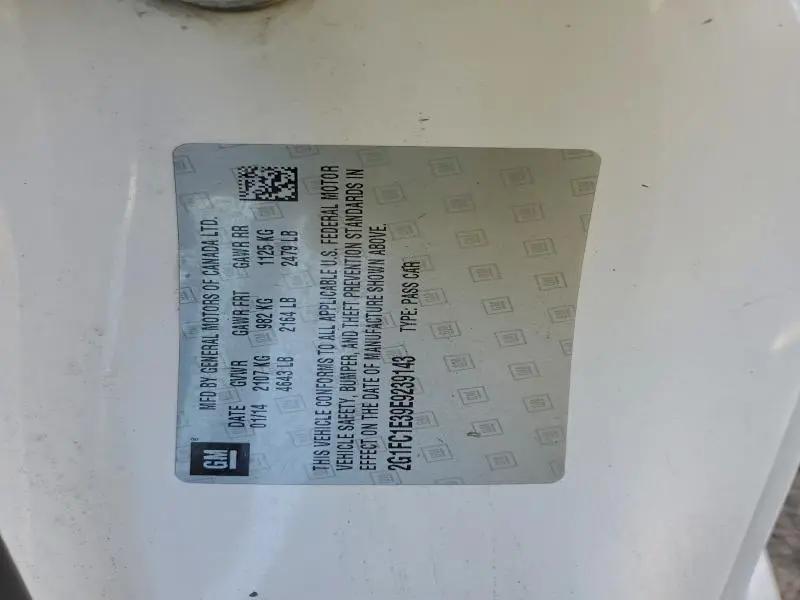 GM
MFD BY GENERAL MOTORS OF CANADA LTD.
DATE GVWR GAWR FRT GAWR RR
01/14 2107 KG 982 KG 1125 KG
4643 LB 2164 LB 2479 LB
THIS VEHICLE CONFORMS TO ALL APPLICABLE U.S. FEDERAL MOTOR
VEHICLE SAFETY, BUMPER, AND THEFT PREVENTION STANDARDS IN
EFFECT ON THE DATE OF MANUFACTURE SHOWN ABOVE.
2G1FC1E39E9239143 TYPE: PASS CAR